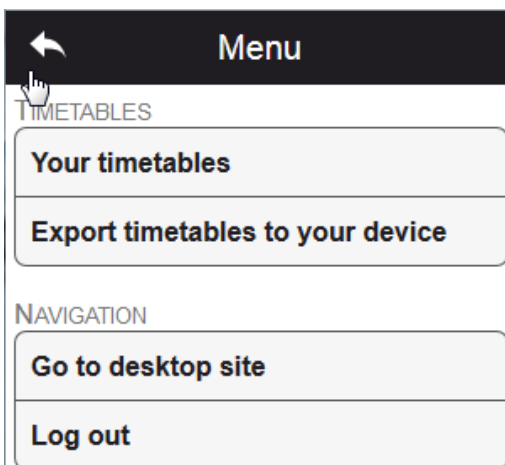 Menu
TIMETABLES
Your timetables
Export timetables to your device
NAVIGATION
Go to desktop site
Log out